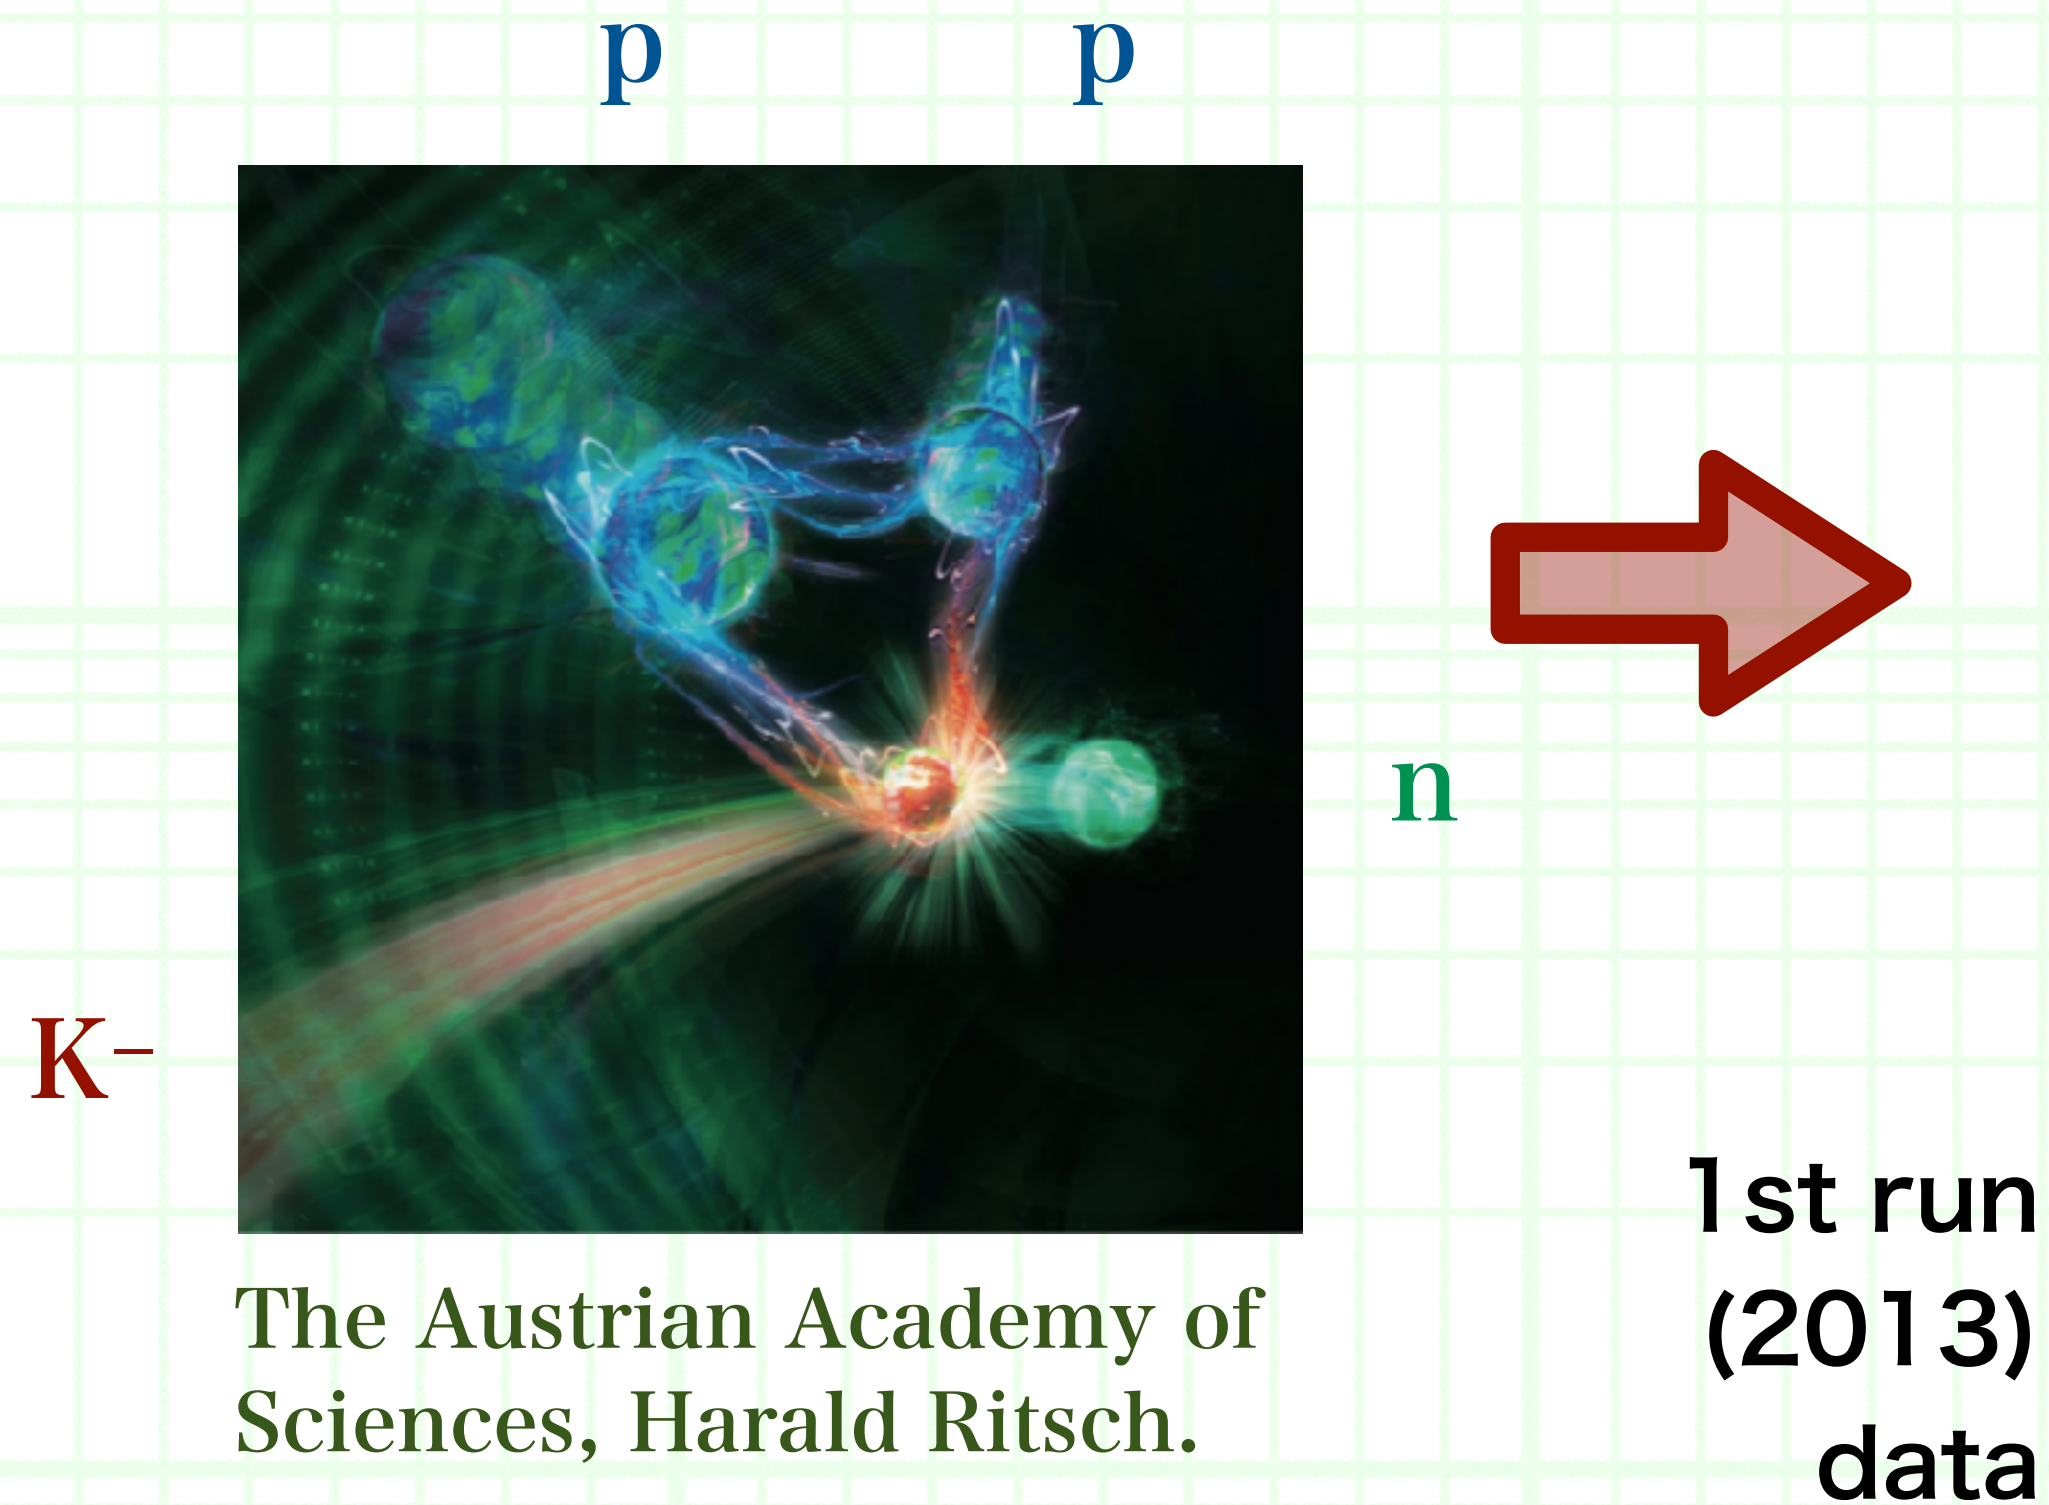 p p
n
K−
1st run
(2013)
data
The Austrian Academy of
Sciences, Harald Ritsch.